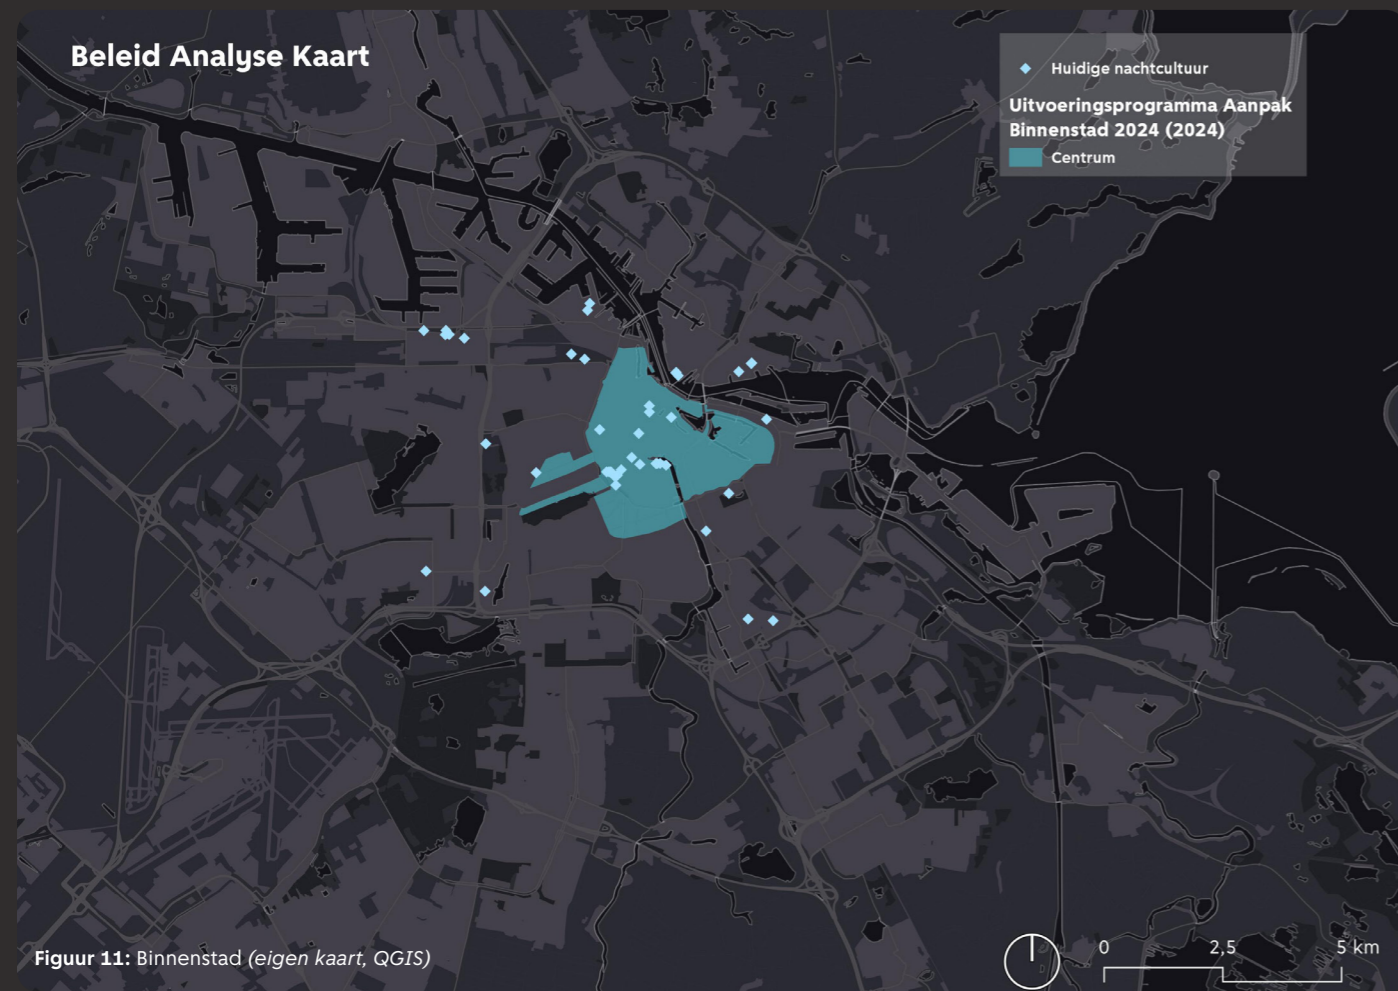 Beleid Analyse Kaart
Huidige nachtcultuur
Uitvoeringsprogramma Aanpak
Binnenstad 2024 (2024)
Centrum
Figuur 11: Binnenstad (eigen kaart, QGIS)
0 2,5 5 km